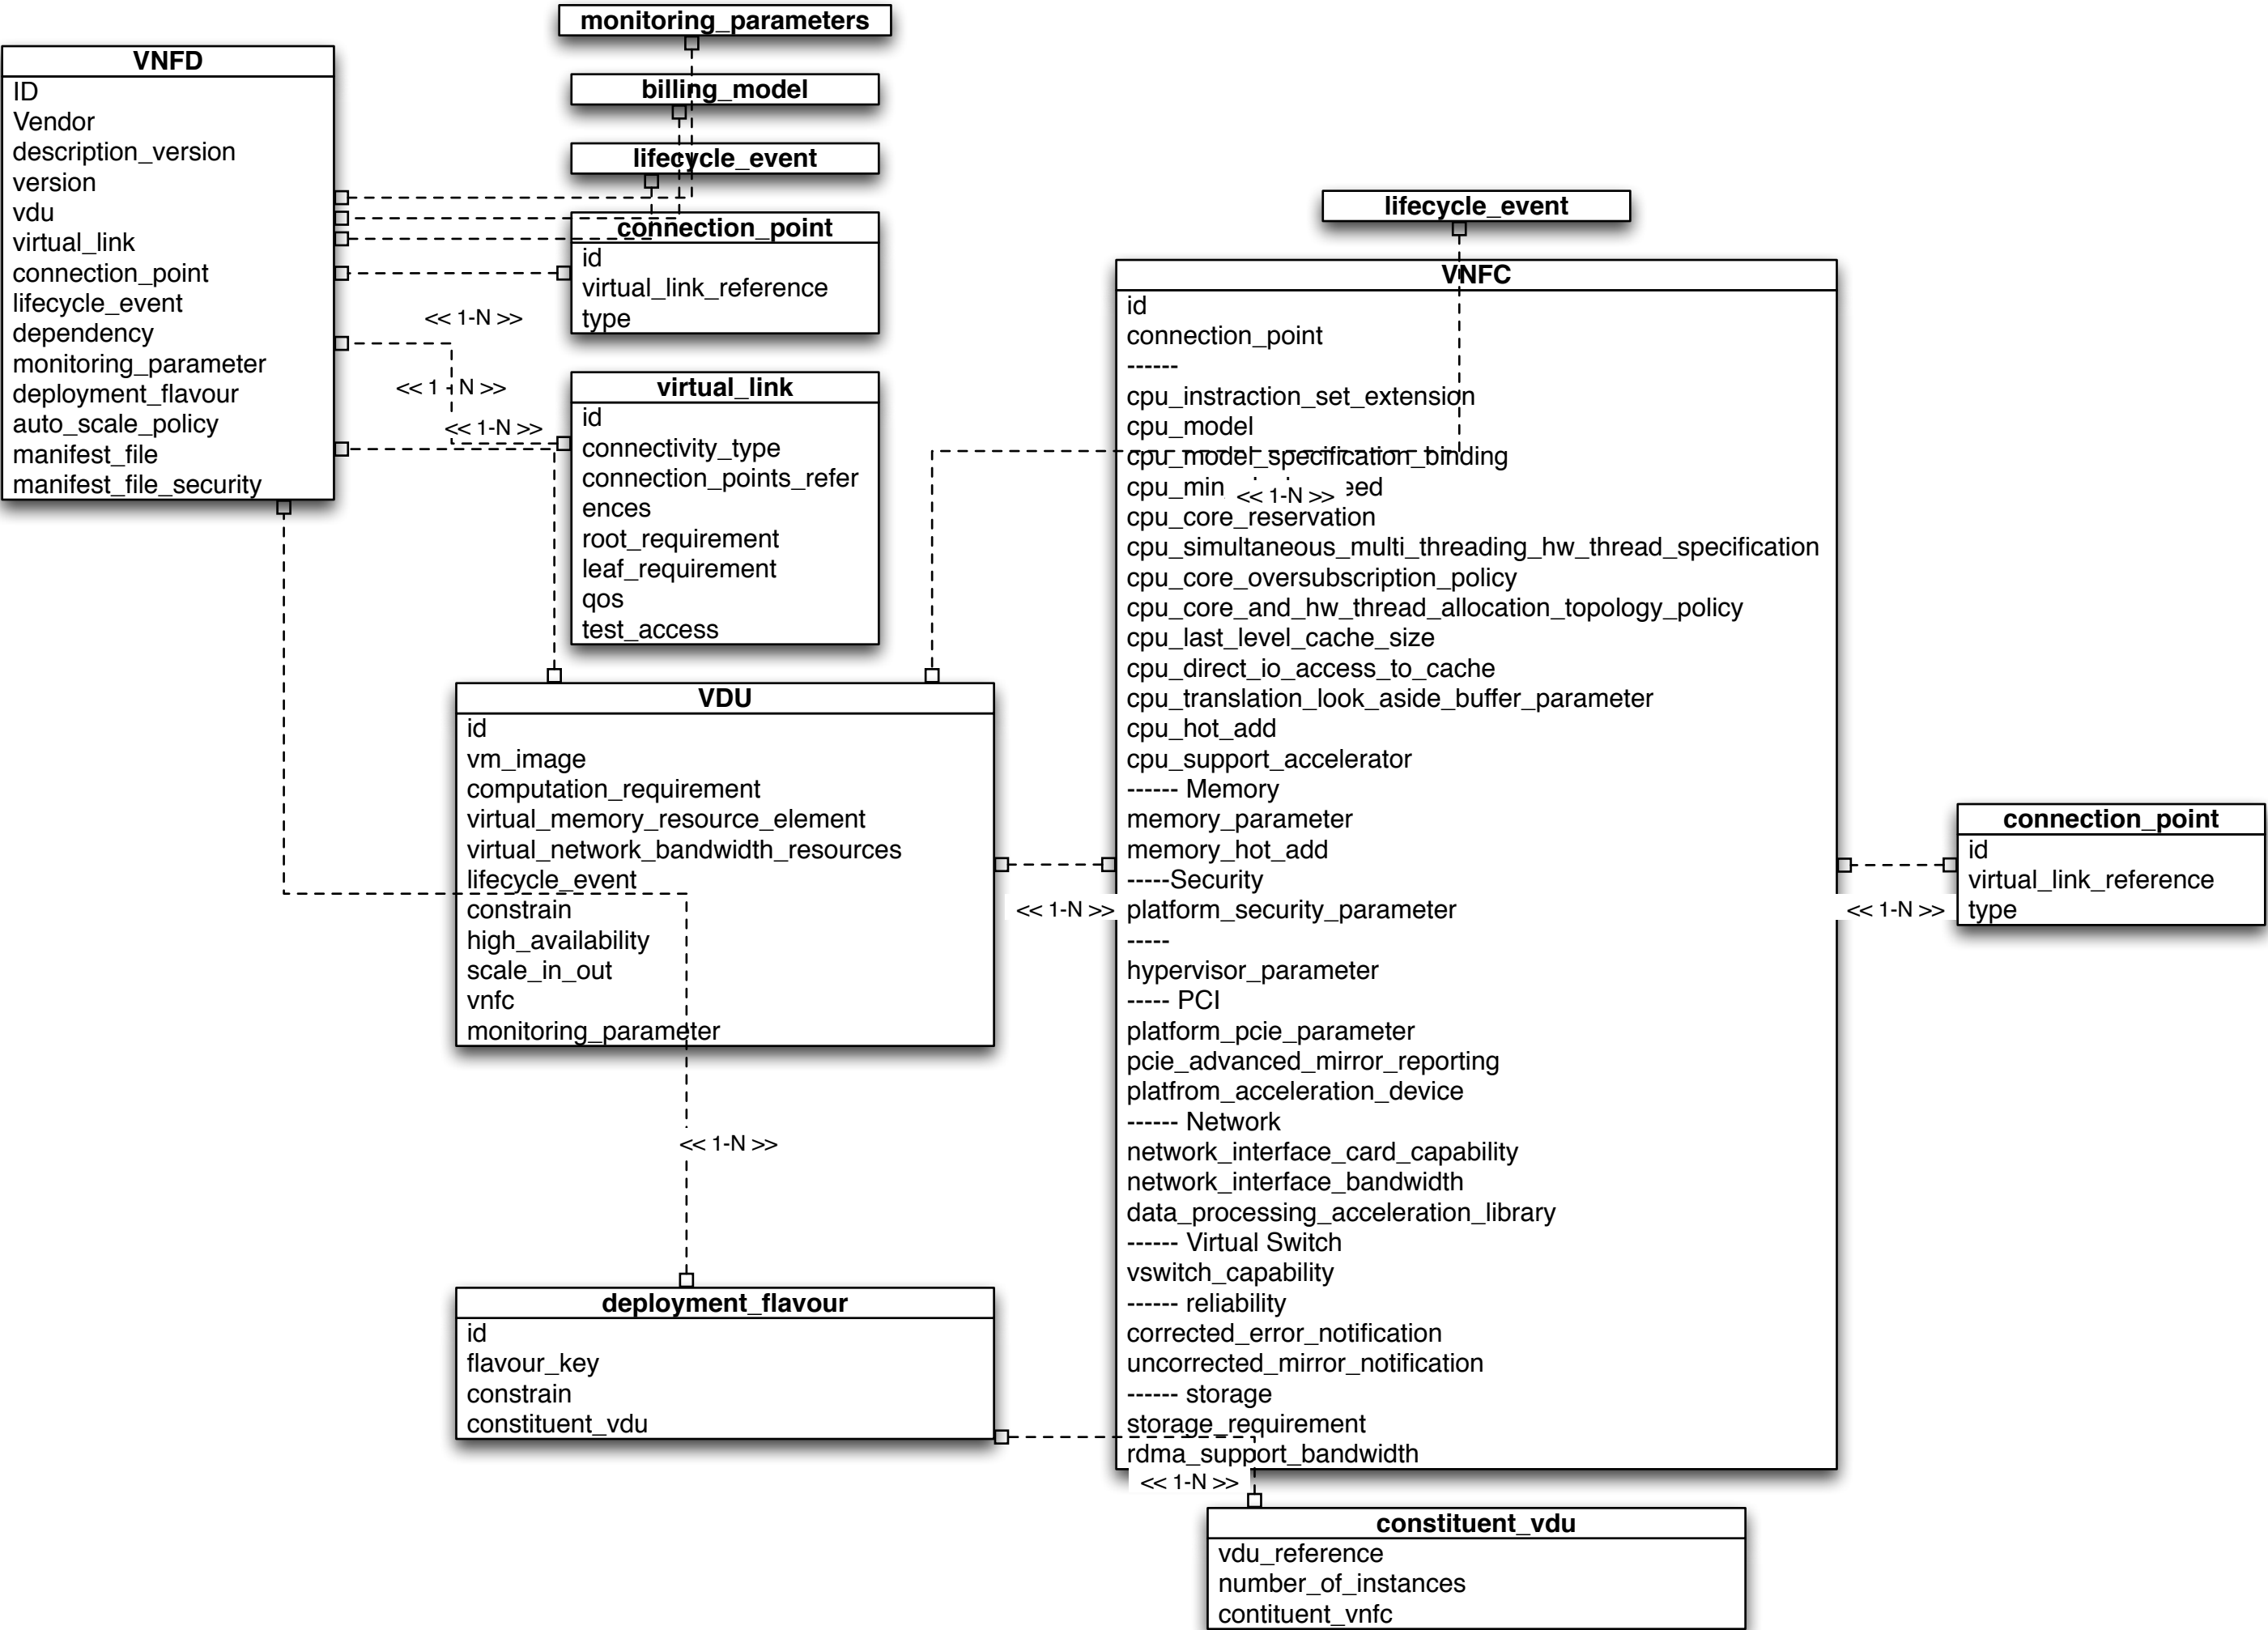 monitoring_parameters
VNFD
ID
Vendor
description_version
version
vdu
virtual_link
connection_point
lifecycle_event
dependency
monitoring_parameter
deployment_flavour
auto_scale_policy
manifest_file
manifest_file_security
billing_model
lifecycle_event
connection_point
id
virtual_link_reference
type
<< 1-N >>
<< 1 - N >>
<< 1-N >>
virtual_link
id
connectivity_type
connection_points_refer
ences
root_requirement
leaf_requirement
qos
test_access
lifecycle_event
VNFC
id
connection_point
------
cpu_instraction_set_extension
cpu_model
cpu_model_specification_binding
cpu_min
<< 1-N >>
eed
cpu_core_reservation
cpu_simultaneous_multi_threading_hw_thread_specification
cpu_core_oversubscription_policy
cpu_core_and_hw_thread_allocation_topology_policy
cpu_last_level_cache_size
cpu_direct_io_access_to_cache
cpu_translation_look_aside_buffer_parameter
cpu_hot_add
cpu_support_accelerator
------ Memory
memory_parameter
memory_hot_add
-----Security
platform_security_parameter
-----
hypervisor_parameter
----- PCI
platform_pcie_parameter
pcie_advanced_mirror_reporting
platfrom_acceleration_device
------ Network
network_interface_card_capability
network_interface_bandwidth
data_processing_acceleration_library
------ Virtual Switch
vswitch_capability
------ reliability
corrected_error_notification
uncorrected_mirror_notification
------ storage
storage_requirement
rdma_support_bandwidth
<< 1-N >>
VDU
id
vm_image
computation_requirement
virtual_memory_resource_element
virtual_network_bandwidth_resources
lifecycle_event
constrain
high_availability
scale_in_out
vnfc
monitoring_parameter
<< 1-N >>
<< 1-N >>
connection_point
id
virtual_link_reference
type
<< 1-N >>
deployment_flavour
id
flavour_key
constrain
constituent_vdu
constituent_vdu
vdu_reference
number_of_instances
contituent_vnfc